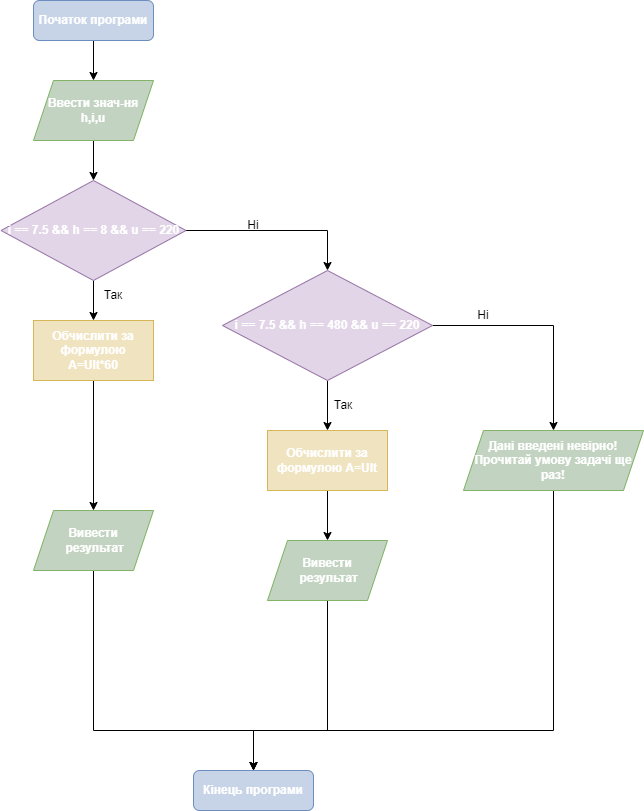 Початок програми
Ввести знач-ня
h,i,u
i == 7.5 && h == 8 && u == 220
Ні
Так
Обчислити за
формулою
A=UIt*60
i == 7.5 && h == 480 && u == 220
Ні
Так
Обчислити за
формулою A=UIt
Дані введені невірно!
Прочитай умову задачі ще
раз!
Вивести
результат
Вивести
результат
Кінець програми